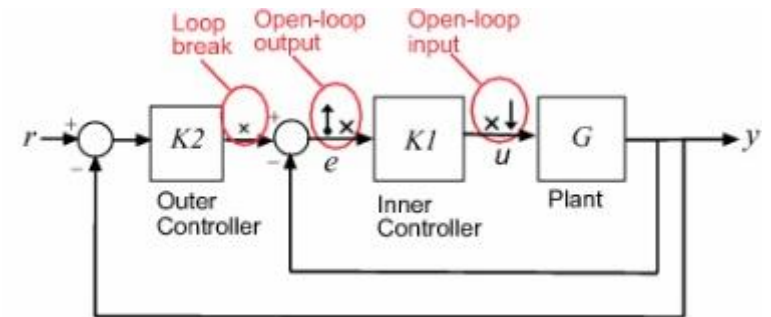 Loop
break
Open-loop
output
Open-loop
input
r
+
−
K2
Outer
Controller
×
+
−
×
e
K1
Inner
Controller
×
u
G
Plant
y